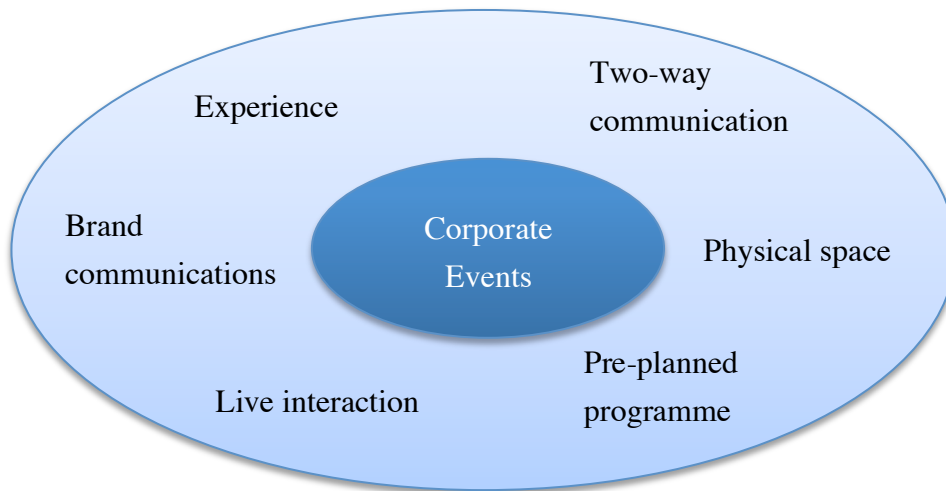 Experience
Two-way
communication
Brand
communications
Corporate
Events
Physical space
Live interaction
Pre-planned
programme